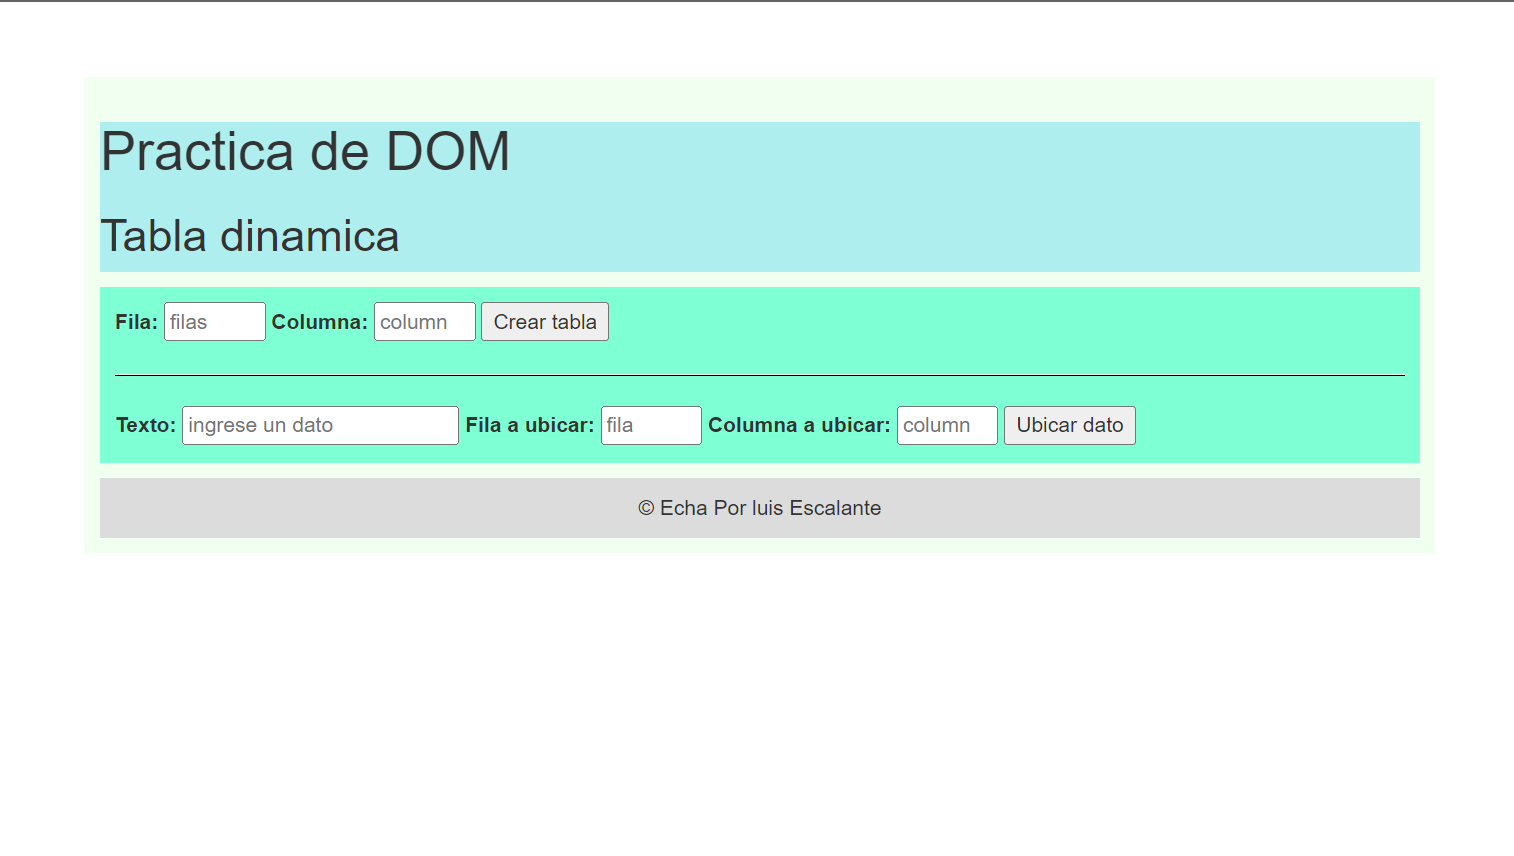 Practica de DOM
Tabla dinamica
Fila: filas Columna: column Crear tabla
Texto: ingrese un dato Fila a ubicar: fila Columna a ubicar: column Ubicar dato
© Echa Por luis Escalante